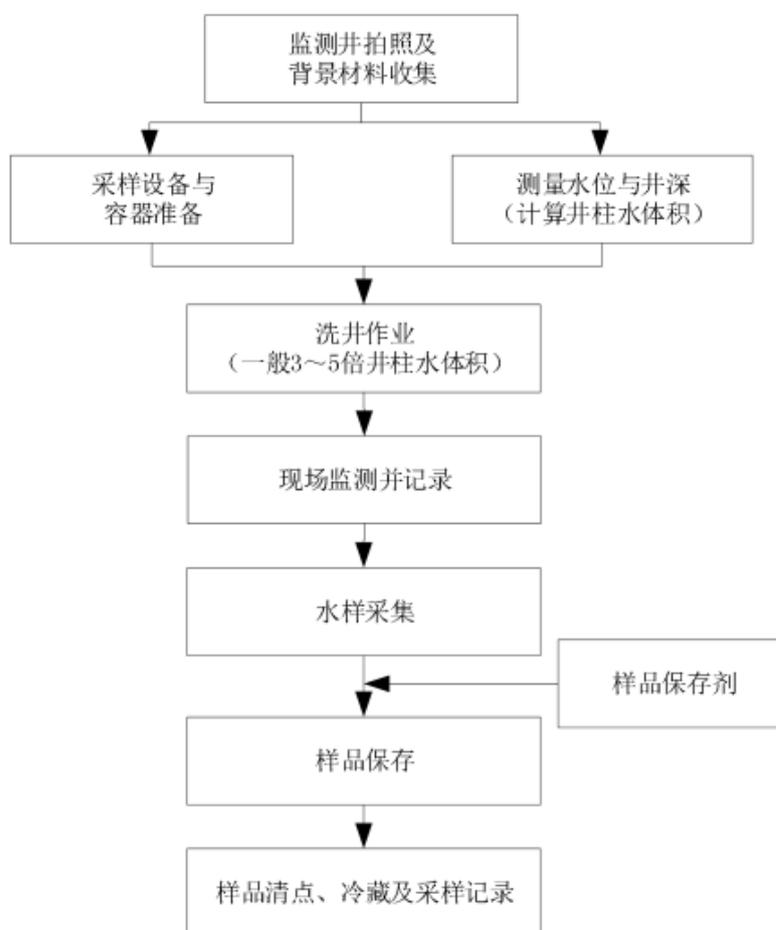 监测井拍照及
背景材料收集
采样设备与
容器准备
测量水位与井深
（计算井柱水体积）
洗井作业
（一般3～5倍井柱水体积）
现场监测并记录
水样采集
样品保存剂
样品保存
样品清点、冷藏及采样记录